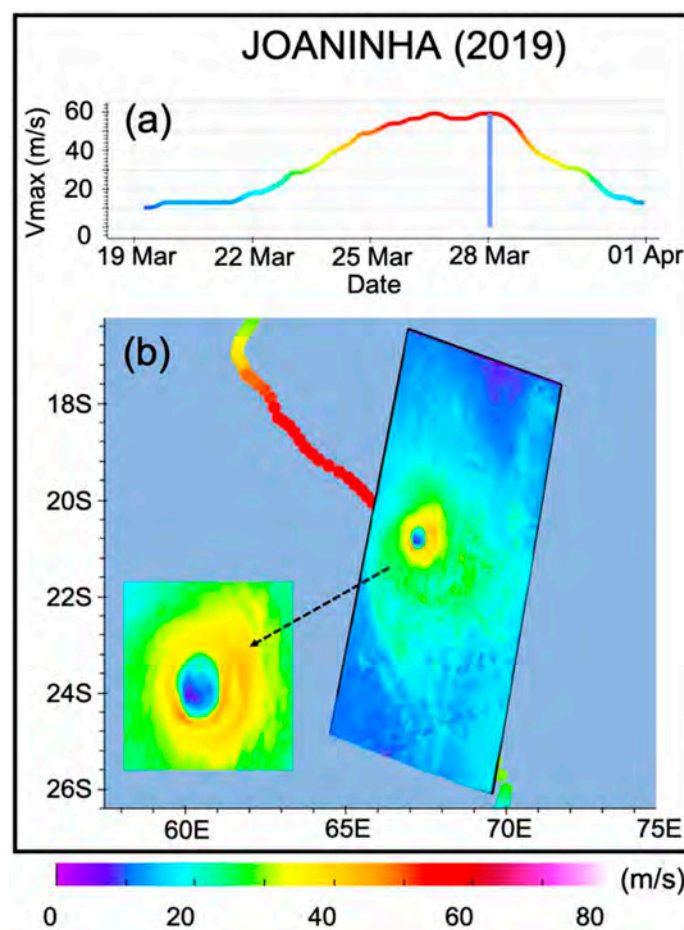 JOANINHA (2019)
(a)
Vmax (m/s)
60
40
20
0
19 Mar 22 Mar 25 Mar 28 Mar 01 Apr
Date
(b)
18S
20S
22S
24S
26S
60E 65E 70E 75E
(m/s)
0 20 40 60 80